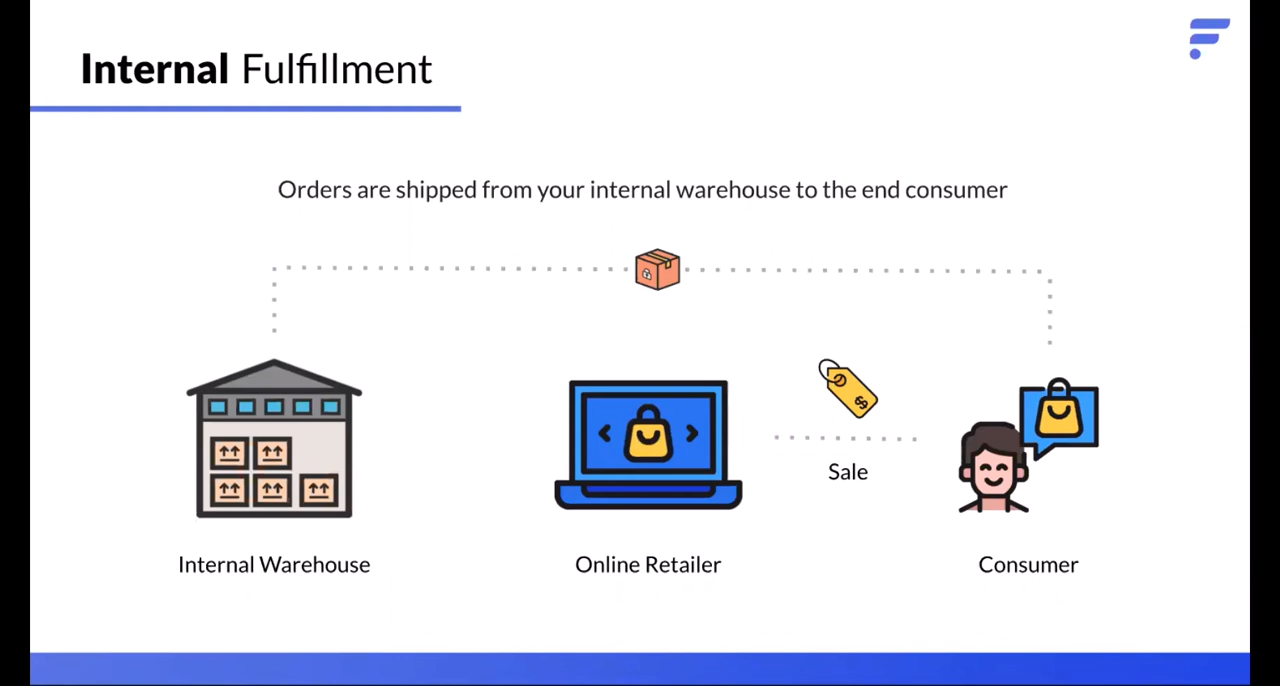 Internal Fulfillment
Orders are shipped from your internal warehouse to the end consumer
$
Sale
Internal Warehouse
Online Retailer
Consumer